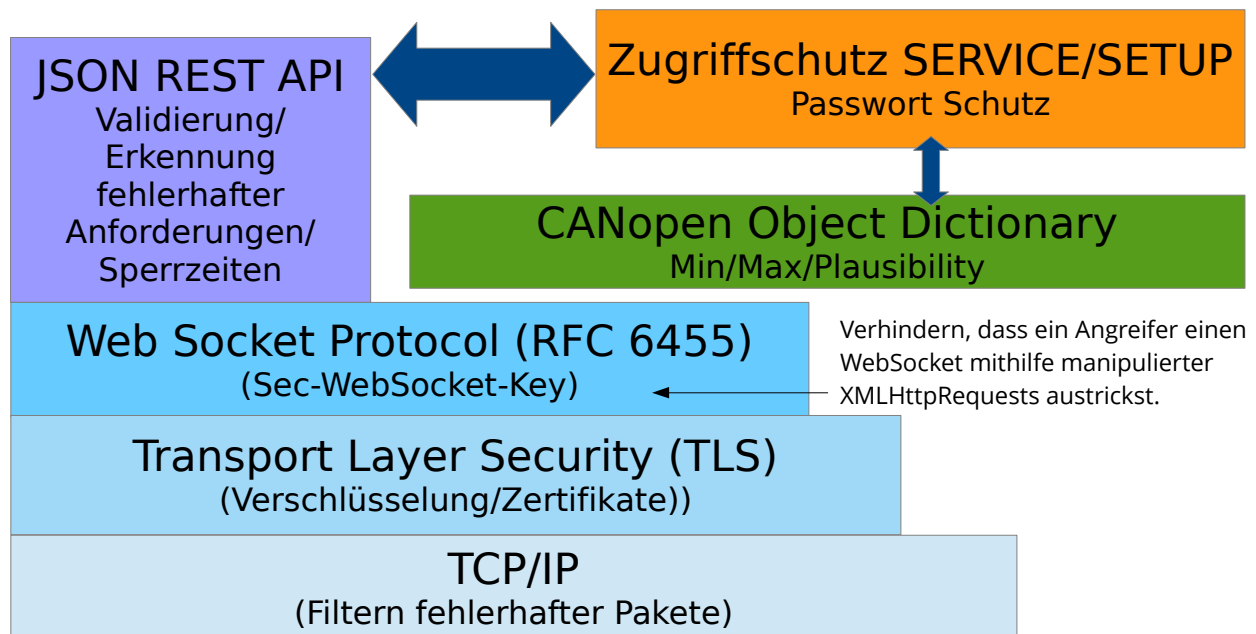 JSON REST API
Validierung/
Erkennung
fehlerhafter
Anforderungen/
Sperrzeiten
Zugriffschutz SERVICE/SETUP
Passwort Schutz
CANopen Object Dictionary
Min/Max/Plausibility
Web Socket Protocol (RFC 6455)
(Sec-WebSocket-Key)
Verhindern, dass ein Angreifer einen
WebSocket mithilfe manipulierter
XMLHttpRequests austrickst.
Transport Layer Security (TLS)
(Verschlüsselung/Zertifikate))
TCP/IP
(Filtern fehlerhafter Pakete)